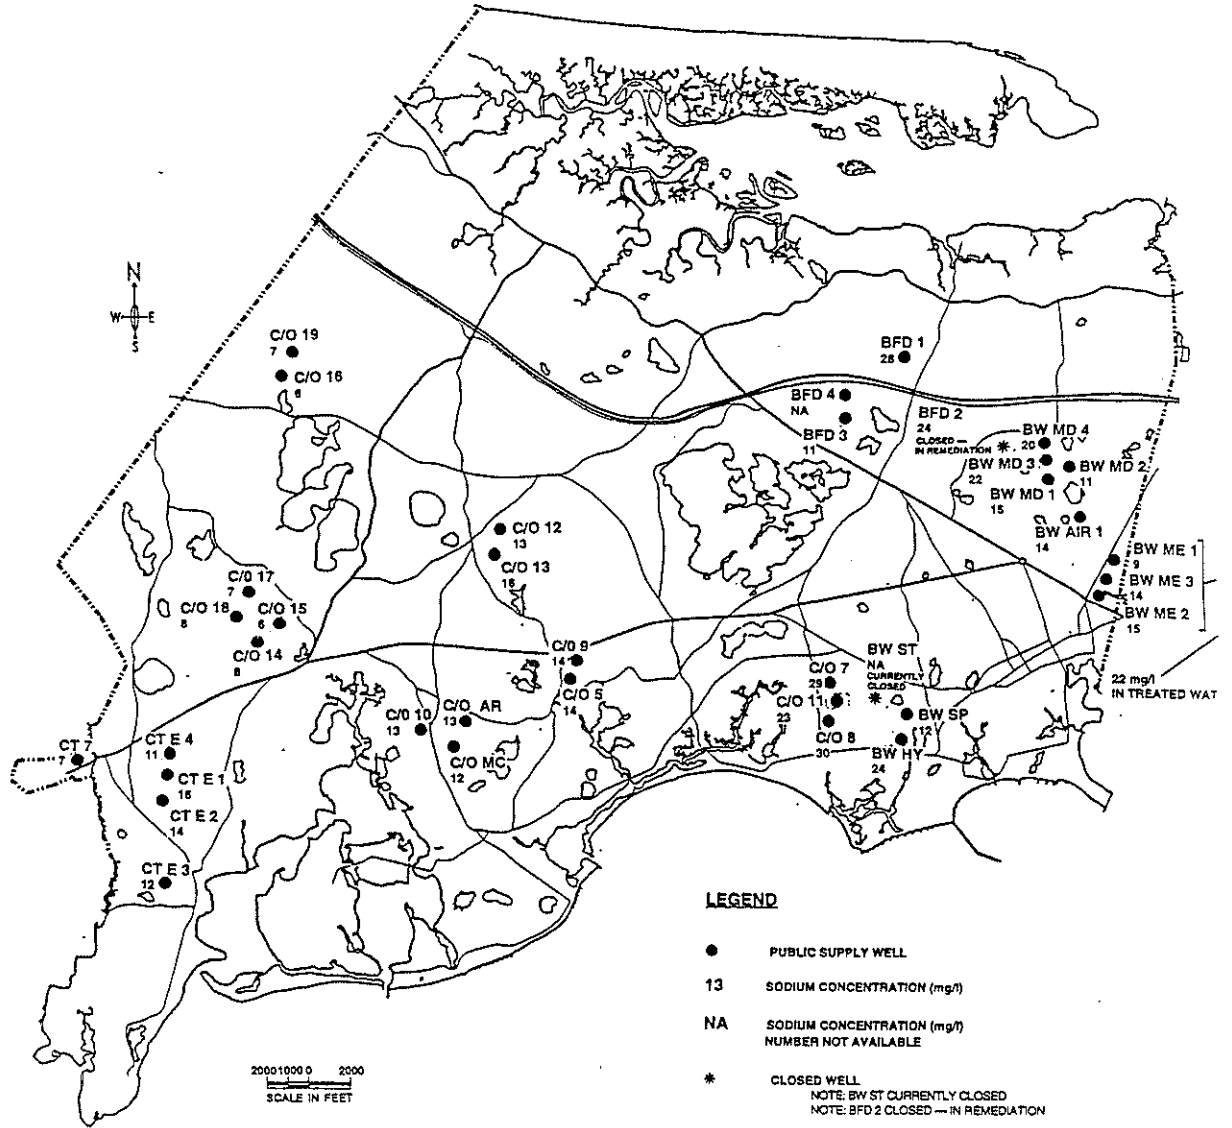 N
W E
S
C/O 19
7
C/O 16
6
BFD 1
28
BFD 4
NA
BFD 3
11
BFD 2
24
CLOSED —
IN REMEDIATION
BW MD 4
20
BW MD 3
22
BW MD 2
11
BW MD 1
15
BW AIR 1
14
C/O 12
13
C/O 13
16
BW ME 1
9
BW ME 3
14
BW ME 2
15
22 mg/l
IN TREATED WAT
C/O 17
7
C/O 18
8
C/O 15
6
C/O 14
8
C/O 9
14
C/O 5
14
BW ST
NA
CURRENTLY
CLOSED
C/O 7
29
C/O 11
23
C/O 8
30
BW SP
12
BW HY
24
C/O 10
13
C/O AR
13
C/O MC
12
CT 7
7
CT E 4
11
CT E 1
16
CT E 2
14
CT E 3
12
LEGEND
PUBLIC SUPPLY WELL
13 SODIUM CONCENTRATION (mg/l)
NA SODIUM CONCENTRATION (mg/l)
NUMBER NOT AVAILABLE
* CLOSED WELL
NOTE: BW ST CURRENTLY CLOSED
NOTE: BFD 2 CLOSED — IN REMEDIATION
2000 1000 0 2000
SCALE IN FEET